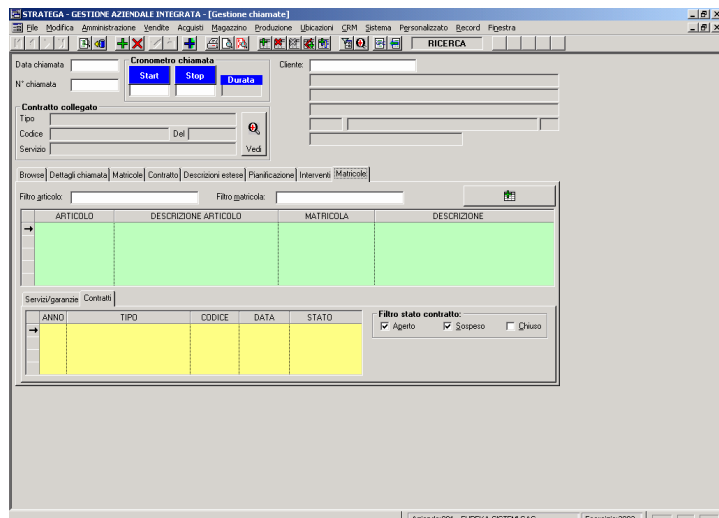 STRATEGA - GESTIONE AZIENDALE INTEGRATA - [Gestione chiamate]
File Modifica Amministrazione Vendite Acquisti Magazzino Produzione Ubicazioni CRM Sistema Personalizzato Record Finestra
RICERCA
Data chiamata
Cronometro chiamata
Cliente:
Start Stop Durata
N° chiamata
Contratto collegato
Tipo
Codice Del
Servizio Vedi
Browse Dettagli chiamata Matricole Contratto Descrizioni estese Pianificazione Interventi Matricole
Filtro articolo: Filtro matricola:
ARTICOLO DESCRIZIONE ARTICOLO MATRICOLA DESCRIZIONE
Servizi/garanzie Contratti
ANNO TIPO CODICE DATA STATO
Filtro stato contratto:
Aperto Sospeso Chiuso